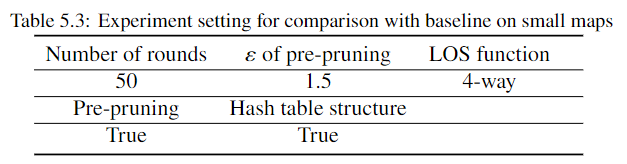 Table 5.3: Experiment setting for comparison with baseline on small maps
Number of rounds ε of pre-pruning LOS function
50 1.5 4-way
Pre-pruning Hash table structure
True True